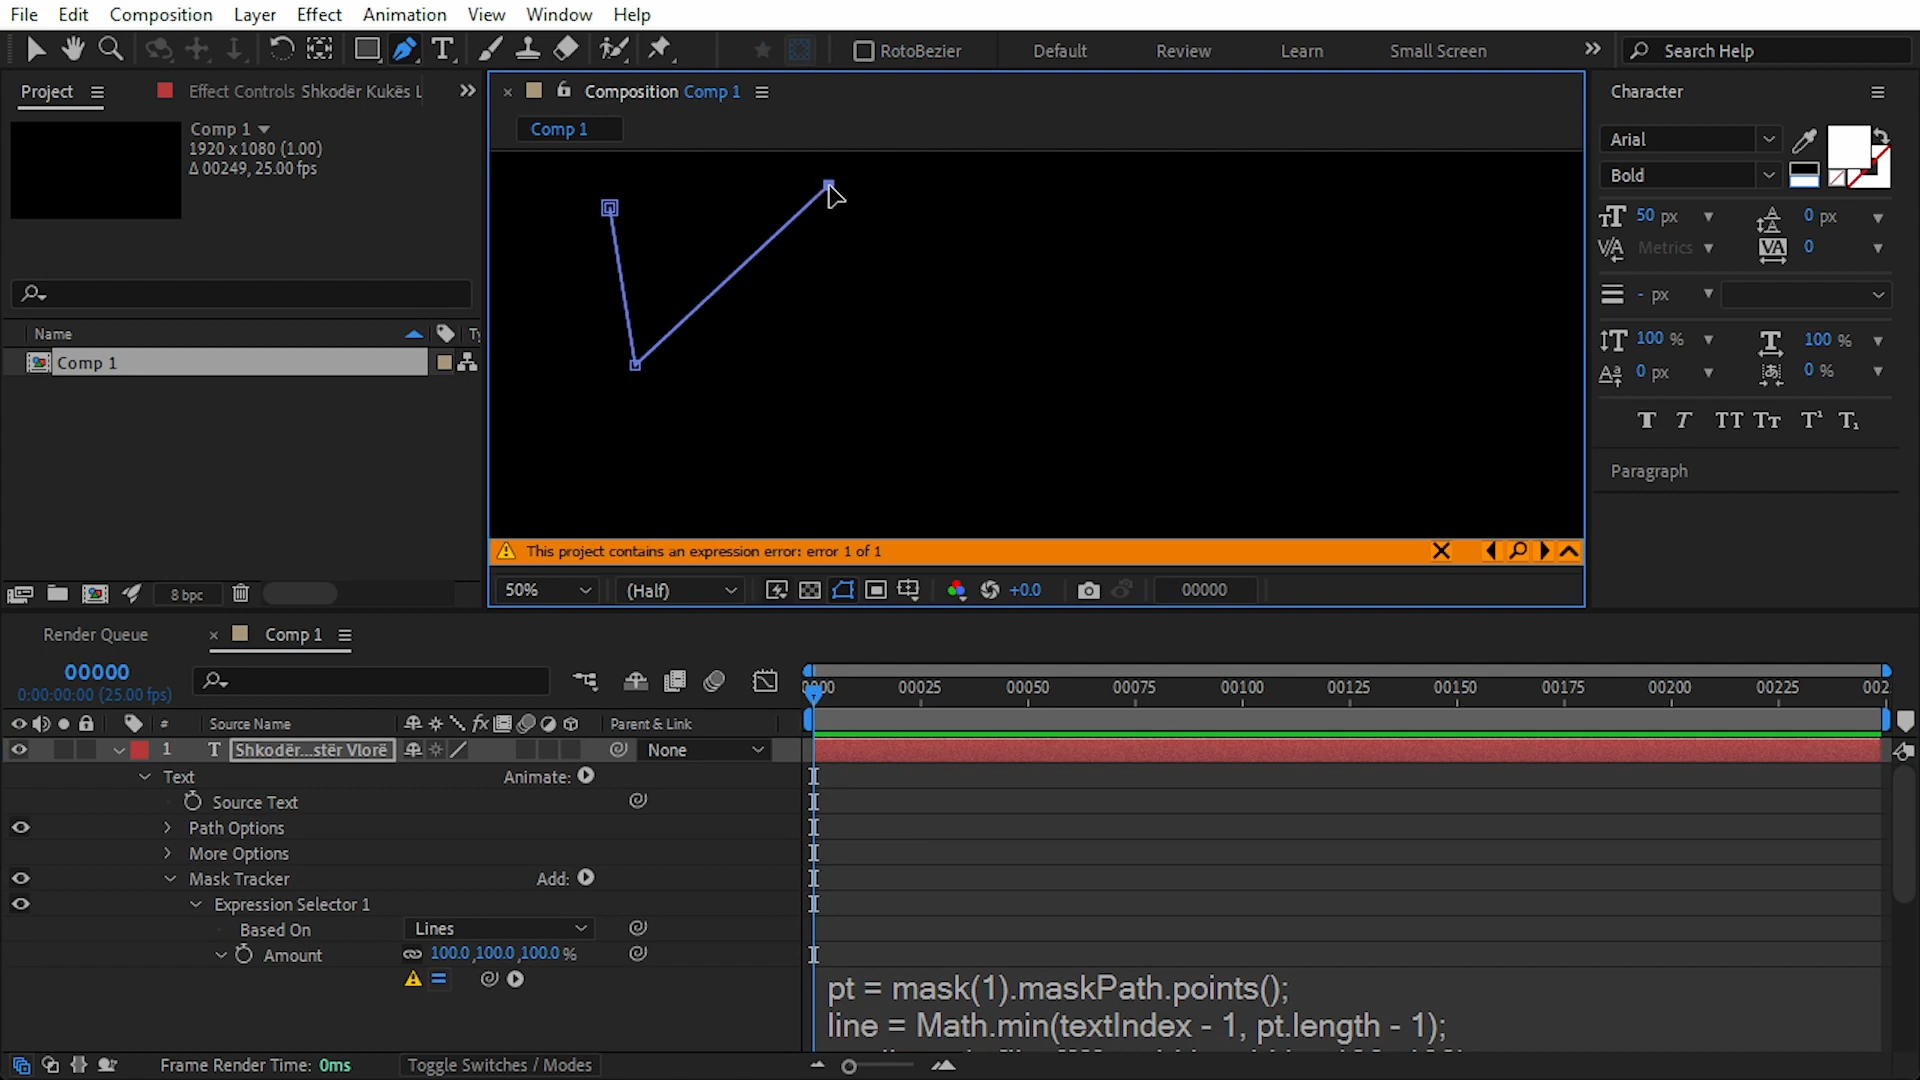 File Edit Composition Layer Effect Animation View Window Help
RotoBezier Default Review Learn Small Screen Search Help
Project Effect Controls Shkodër Kukës L
Composition Comp 1
Character
Comp 1
1920 x 1080 (1.00)
Δ 00249, 25.00 fps
Comp 1
Arial
Bold
50 px 0 px
Metrics 0
- px
100 % 100 %
0 px 0 %
Paragraph
Name Ty
Comp 1
This project contains an expression error: error 1 of 1
8 bpc
50% (Half) +0.0 00000
Render Queue Comp 1
00000
0:00:00:00 (25.00 fps)
00025 00050 00075 00100 00125 00150 00175 00200 00225
# Source Name fx Parent & Link
1 T Shkodër...stër Vlorë None
Text Animate:
Source Text
Path Options
More Options
Mask Tracker Add:
Expression Selector 1
Based On Lines
Amount 100.0,100.0,100.0 %
pt = mask(1).maskPath.points();
line = Math.min(textIndex - 1, pt.length - 1);
Frame Render Time: 0ms Toggle Switches / Modes